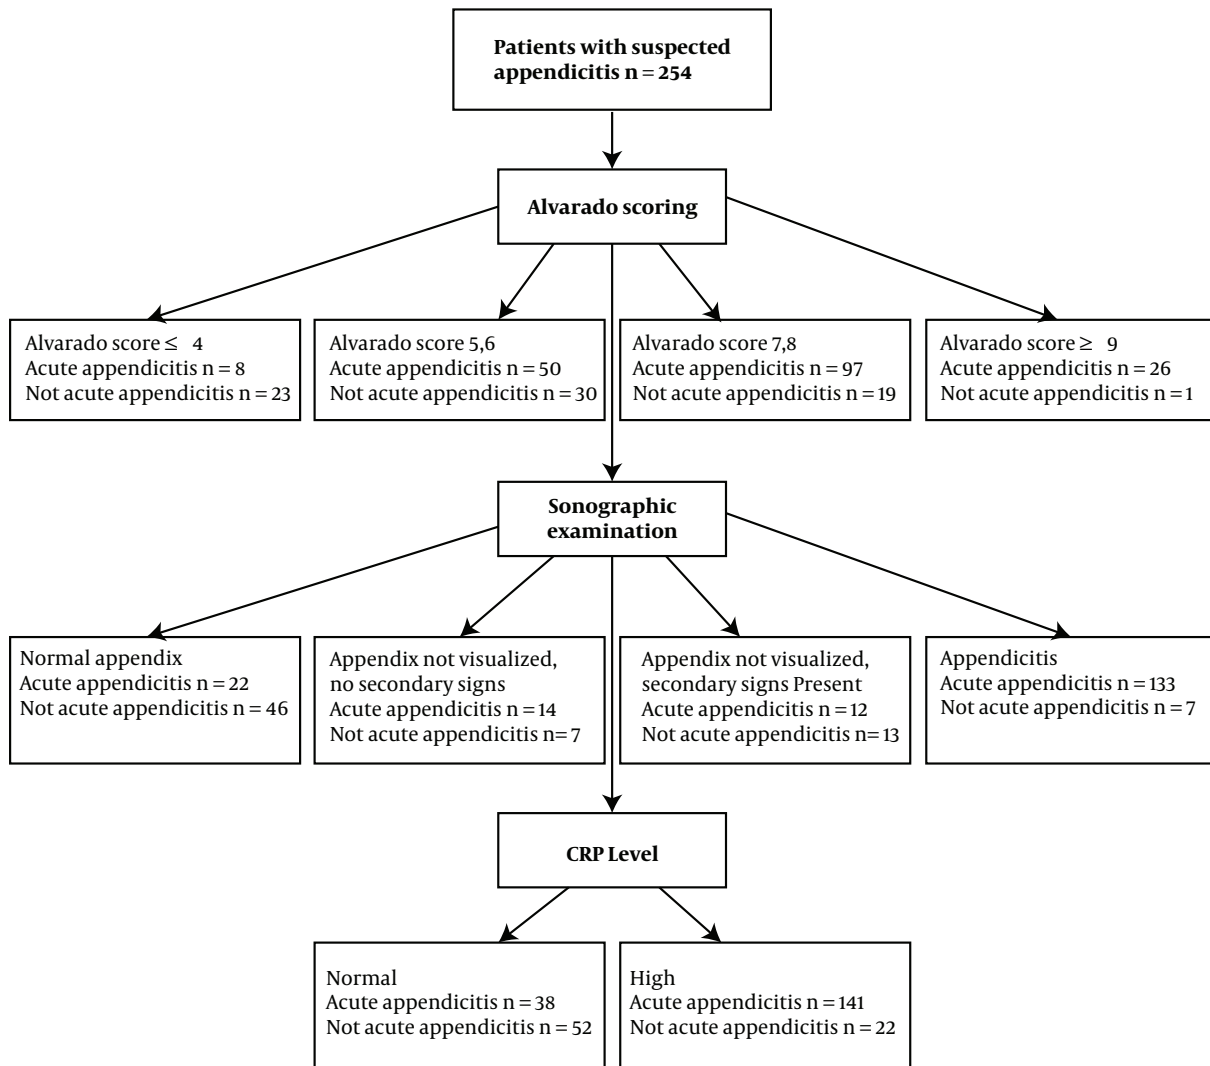 Patients with suspected
appendicitis n = 254
Alvarado scoring
Alvarado score ≤ 4
Acute appendicitis n = 8
Not acute appendicitis n = 23
Alvarado score 5,6
Acute appendicitis n = 50
Not acute appendicitis n = 30
Alvarado score 7,8
Acute appendicitis n = 97
Not acute appendicitis n = 19
Alvarado score ≥ 9
Acute appendicitis n = 26
Not acute appendicitis n = 1
Sonographic
examination
Normal appendix
Acute appendicitis n = 22
Not acute appendicitis n = 46
Appendix not visualized,
no secondary signs
Acute appendicitis n = 14
Not acute appendicitis n= 7
Appendix not visualized,
secondary signs Present
Acute appendicitis n = 12
Not acute appendicitis n= 13
Appendicitis
Acute appendicitis n = 133
Not acute appendicitis n = 7
CRP Level
Normal
Acute appendicitis n = 38
Not acute appendicitis n = 52
High
Acute appendicitis n = 141
Not acute appendicitis n = 22